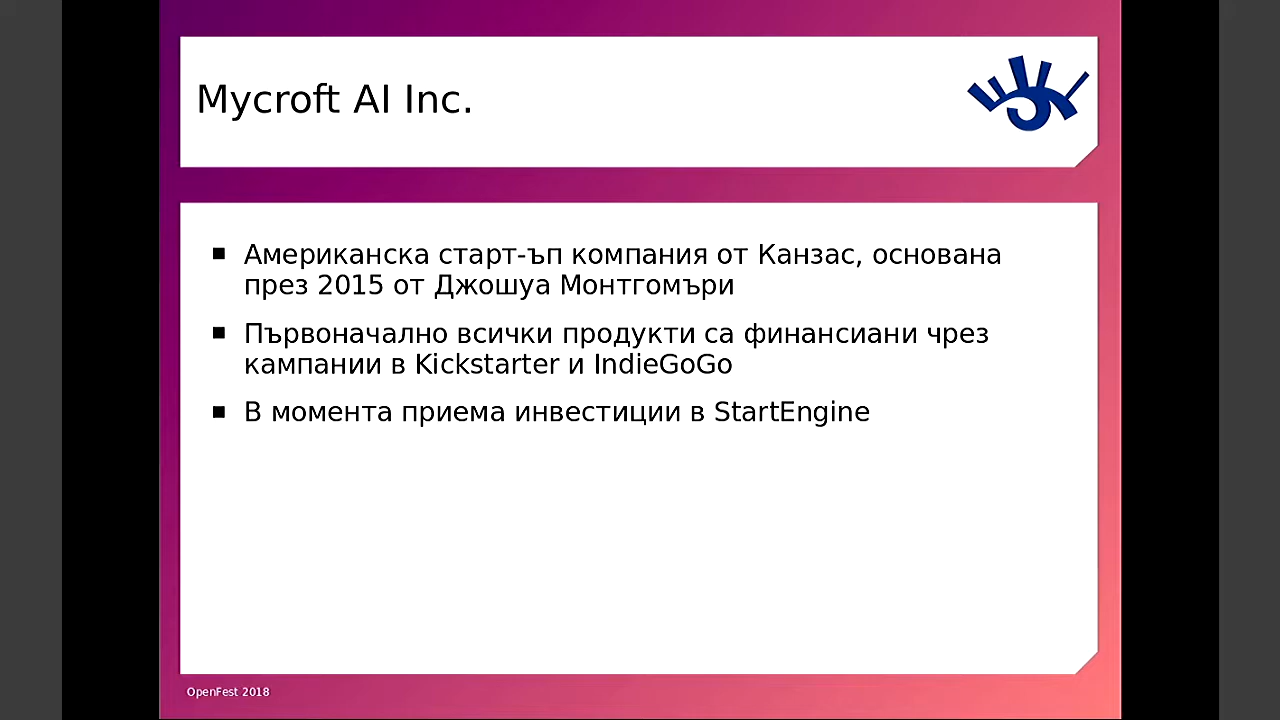 Mycroft AI Inc.
Американска старт-ъп компания от Канзас, основана
през 2015 от Джошуа Монтгомъри
Първоначално всички продукти са финансиани чрез
кампании в Kickstarter и IndieGoGo
В момента приема инвестиции в StartEngine
OpenFest 2018